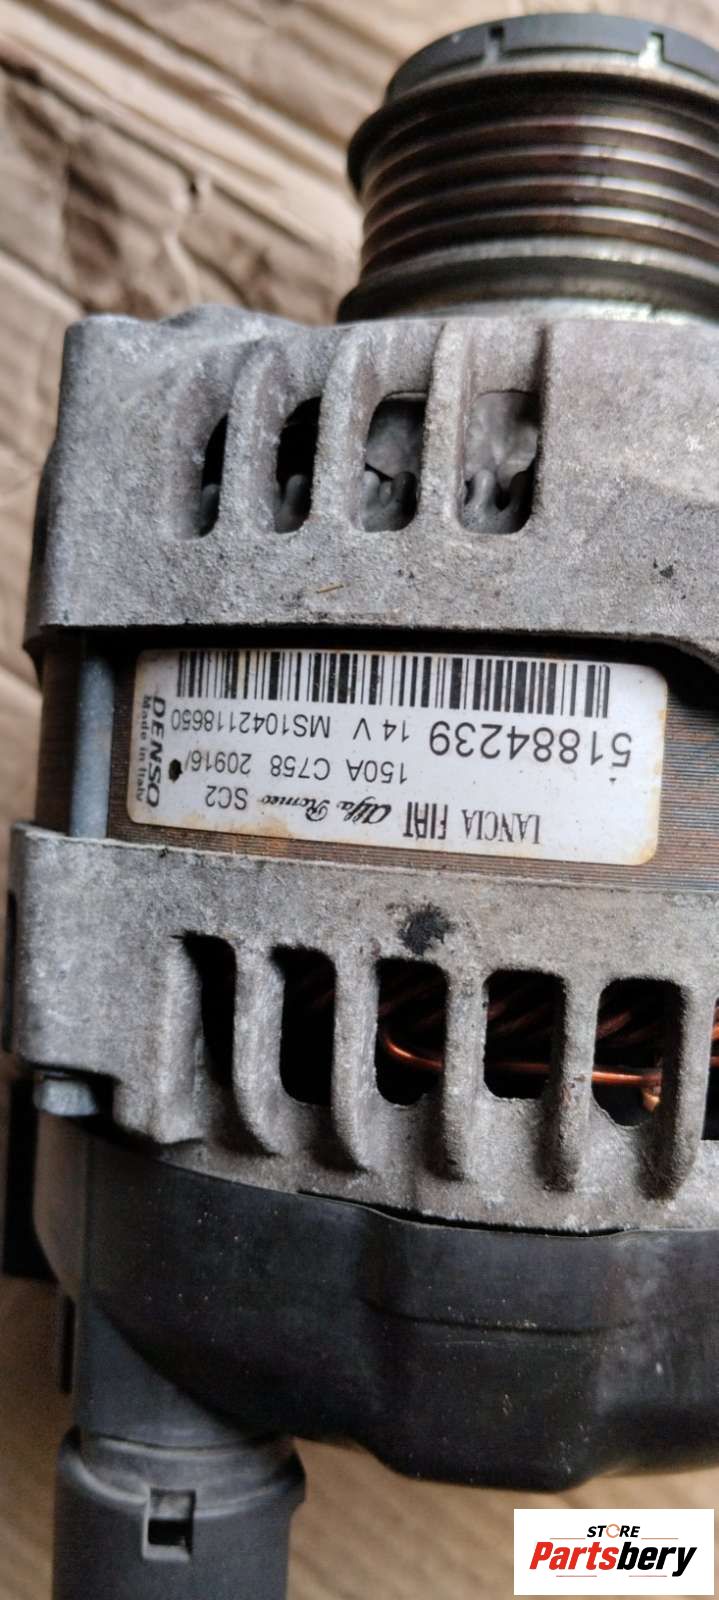 LANCIA FIAT Alfa Romeo SC2
150A C758 20916/
51884239 14 V MS1042118650
DENSO
Made in Italy
STORE
Partsbery